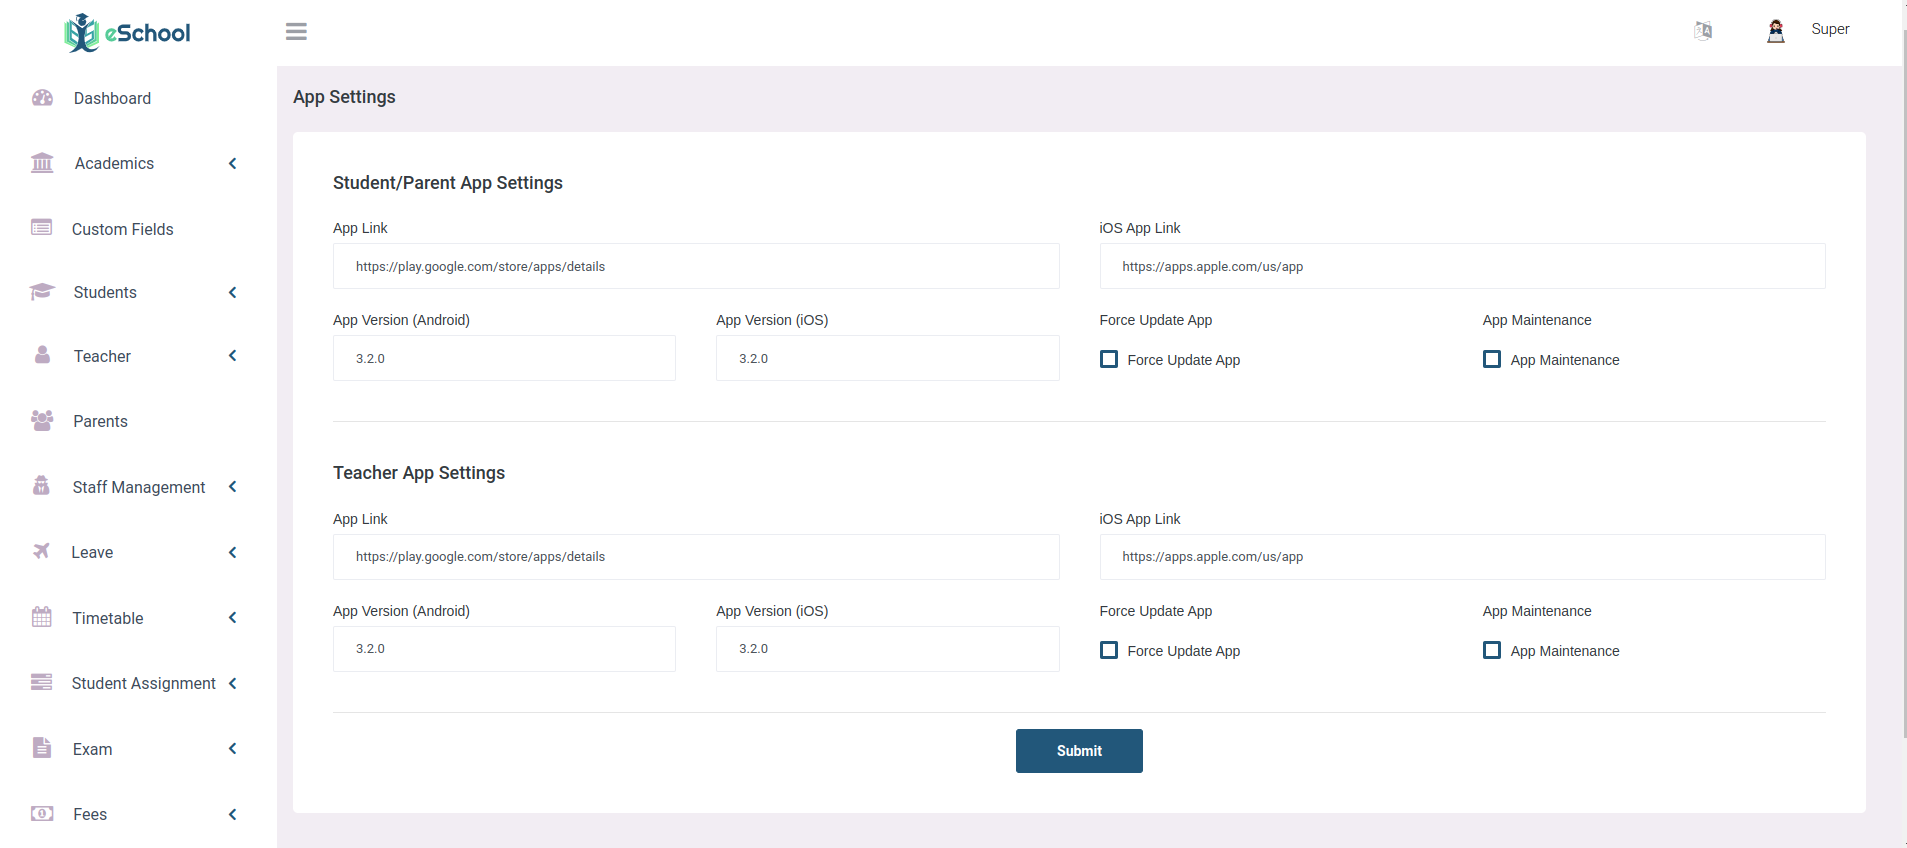 eSchool
Super
Dashboard
Academics
Custom Fields
Students
Teacher
Parents
Staff Management
Leave
Timetable
Student Assignment
Exam
Fees
App Settings
Student/Parent App Settings
App Link
iOS App Link
https://play.google.com/store/apps/details
https://apps.apple.com/us/app
App Version (Android)
App Version (iOS)
Force Update App
App Maintenance
3.2.0
3.2.0
Force Update App
App Maintenance
Teacher App Settings
App Link
iOS App Link
https://play.google.com/store/apps/details
https://apps.apple.com/us/app
App Version (Android)
App Version (iOS)
Force Update App
App Maintenance
3.2.0
3.2.0
Force Update App
App Maintenance
Submit